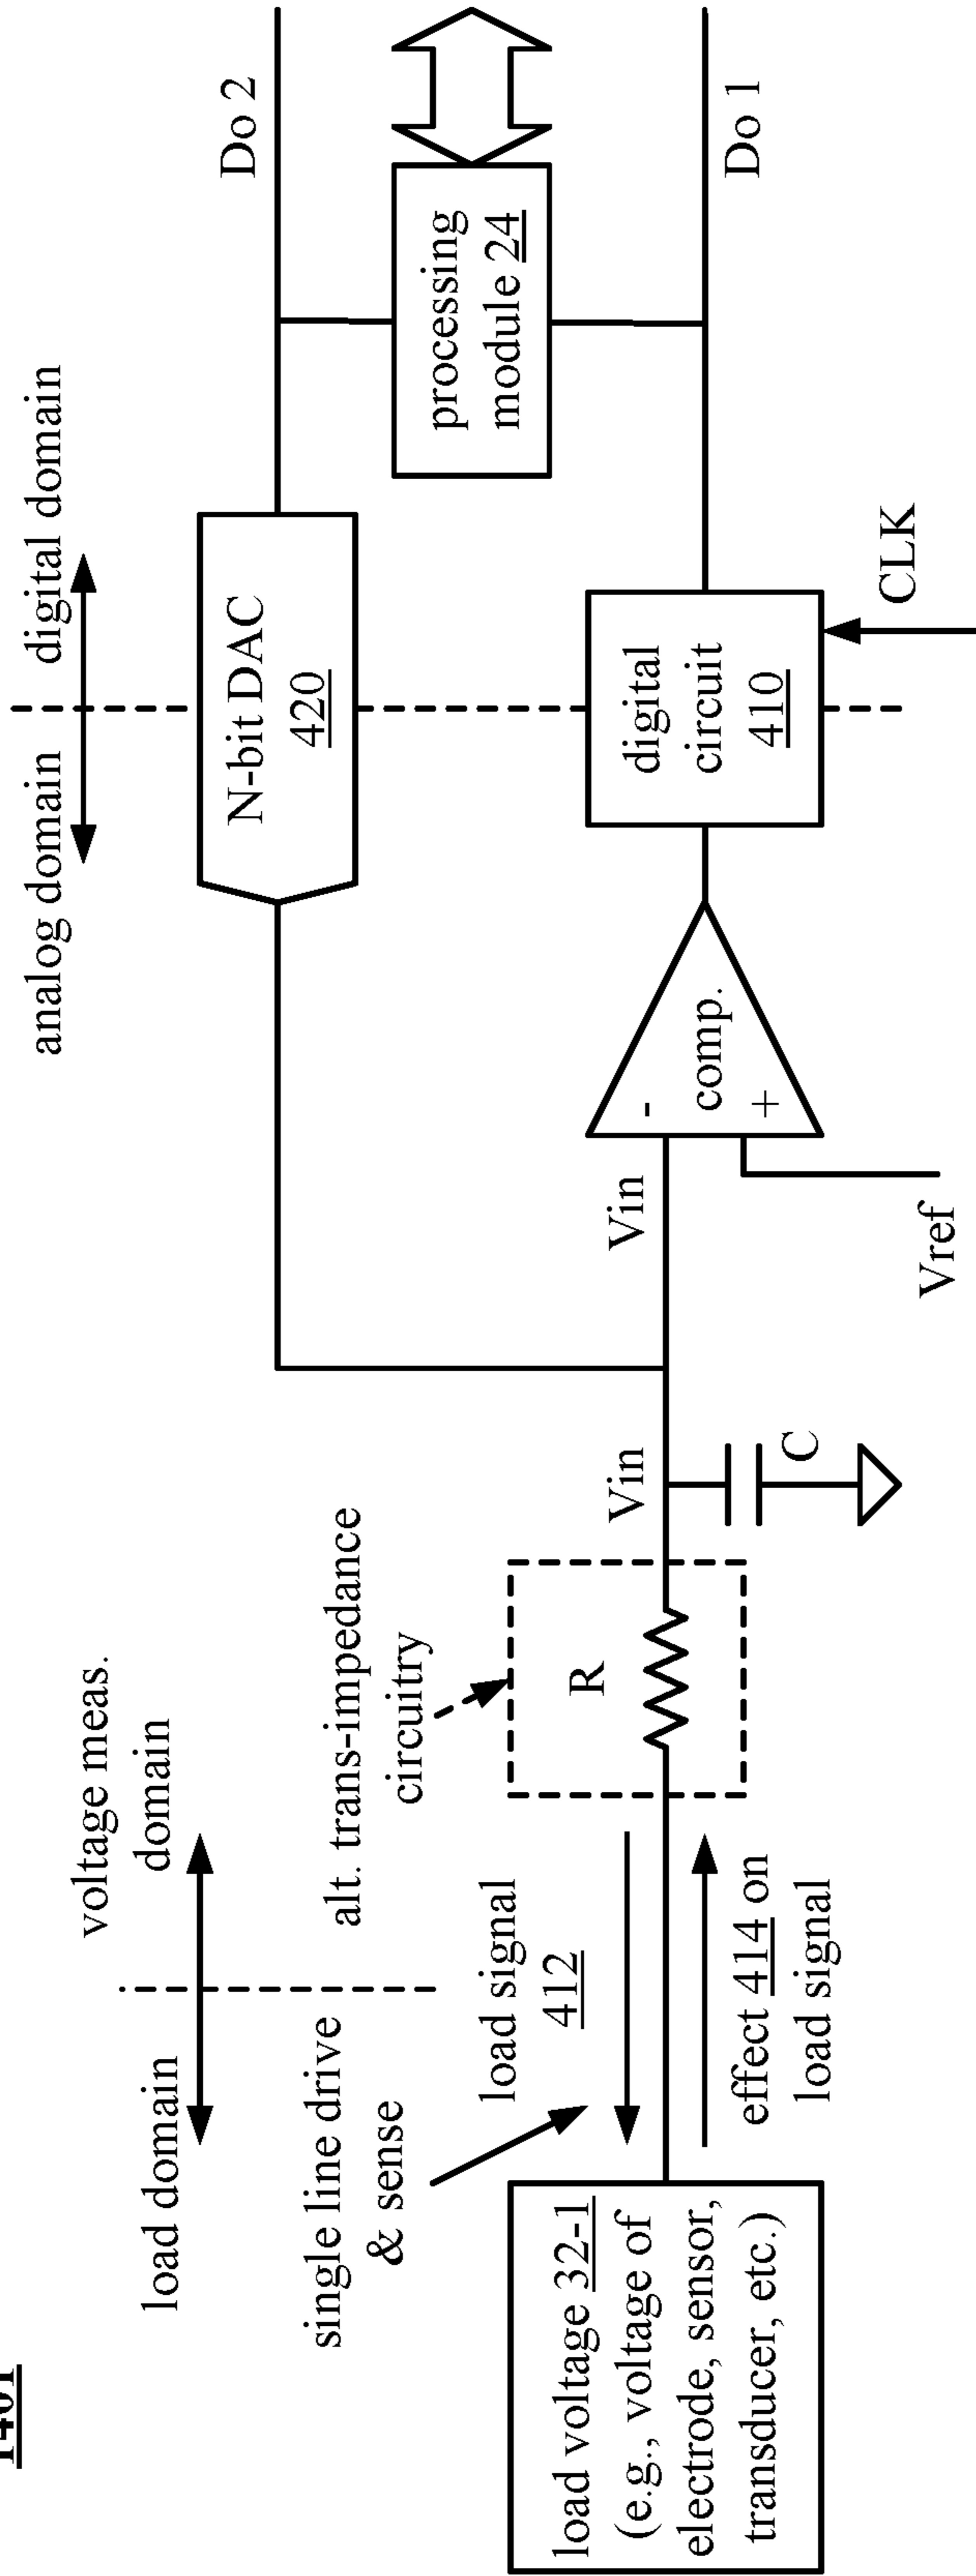 analog domain
digital domain
voltage meas.
domain
load domain
Do 2
N-bit DAC
420
processing
module 24
alt. trans-impedance
circuitry
single line drive
& sense
load signal
412
R
Vin
Vin
-
comp.
+
digital
circuit
410
Do 1
load voltage 32-1
(e.g., voltage of
electrode, sensor,
transducer, etc.)
effect 414 on
load signal
C
Vref
CLK